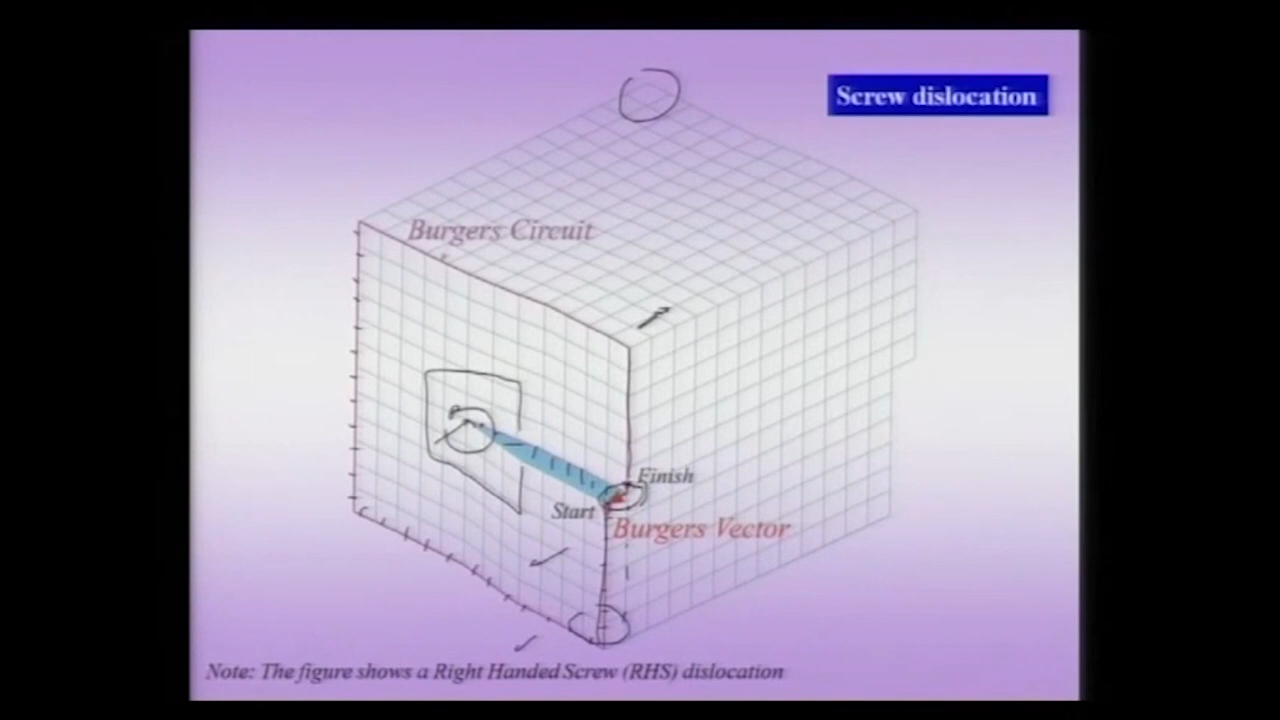 Screw dislocation
Burgers Circuit
Finish
Start
Burgers Vector
Note: The figure shows a Right Handed Screw (RHS) dislocation